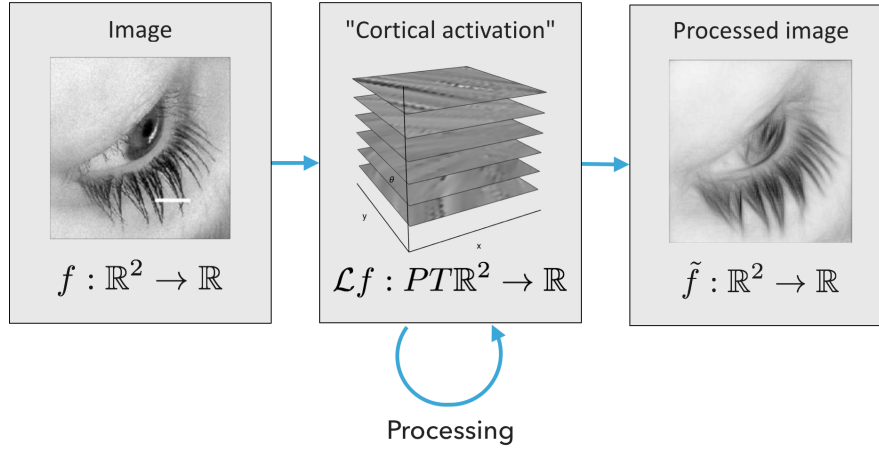 Image
"Cortical activation"
Processed image
θ
y
x
f : ℝ² → ℝ
ℒf : PTℝ² → ℝ
f̃ : ℝ² → ℝ
Processing